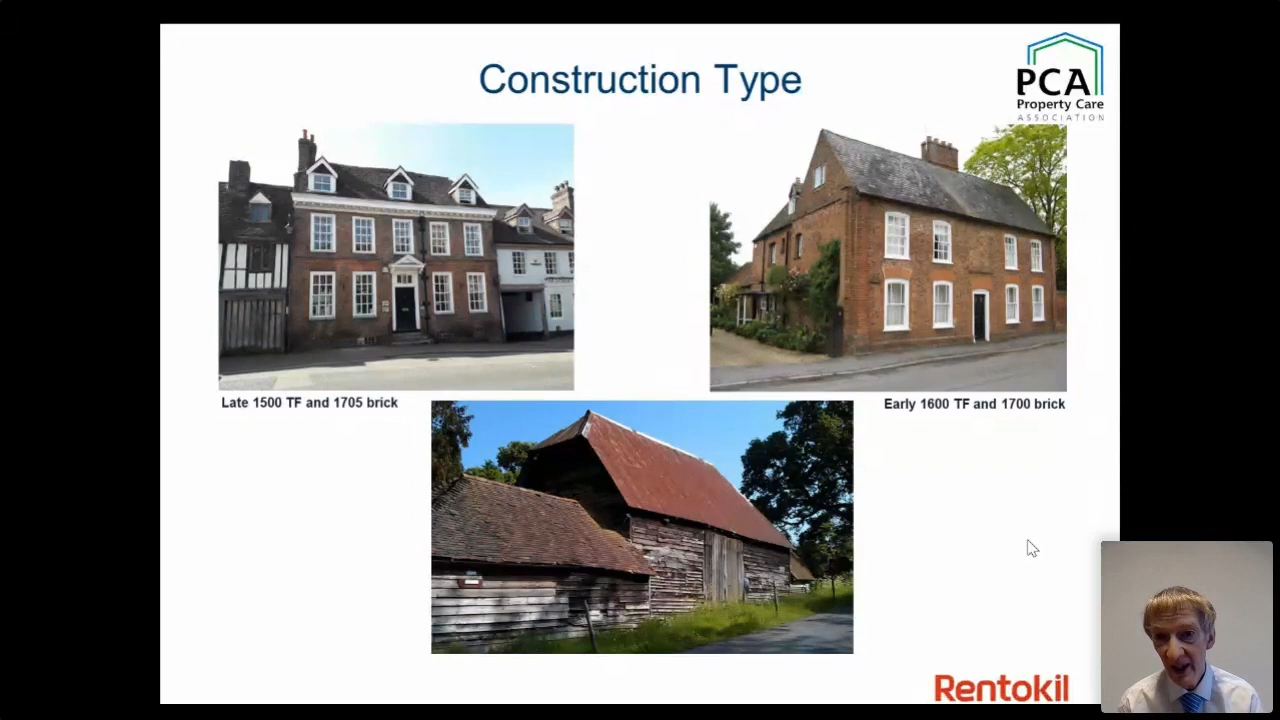 Construction Type
PCA
Property Care
ASSOCIATION
Late 1500 TF and 1705 brick
Early 1600 TF and 1700 brick
Rentokil